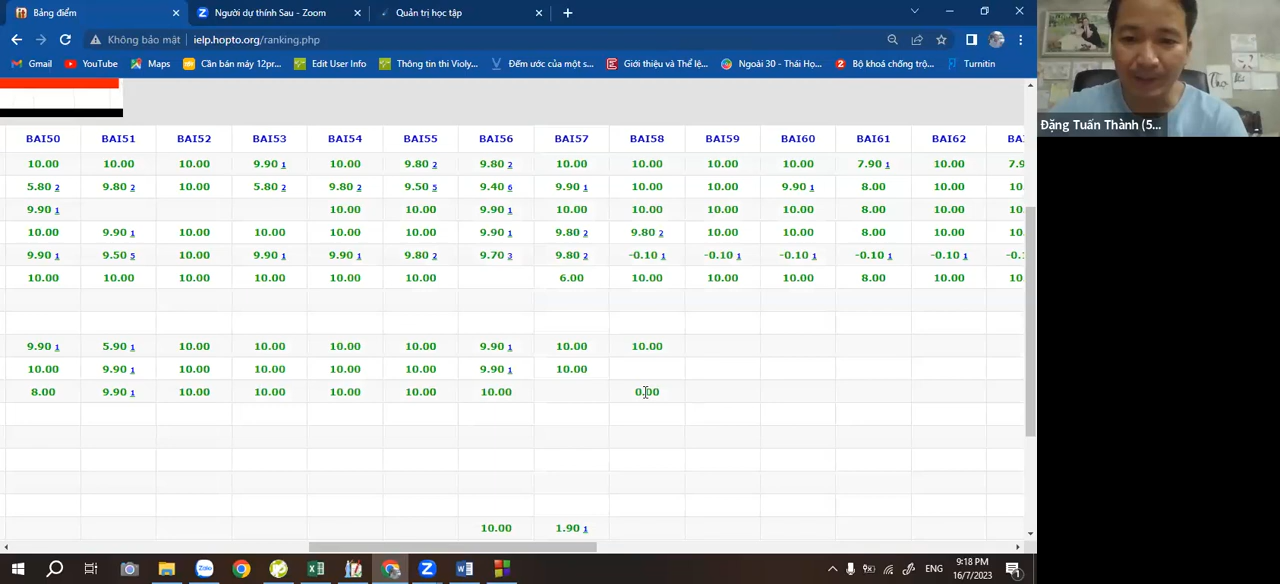 Bảng điểm
Người dự thính Sau - Zoom
Quản trị học tập
Không bảo mật
ielp.hopto.org/ranking.php
Gmail YouTube Maps Cần bán máy 12pr... Edit User Info Thông tin thi Violy... Đếm ước của một s... Giới thiệu và Thể lệ... Ngoài 30 - Thái Họ... Bộ khoá chống trộ... Turnitin
Đặng Tuấn Thành (5...
BAI50 BAI51 BAI52 BAI53 BAI54 BAI55 BAI56 BAI57 BAI58 BAI59 BAI60 BAI61 BAI62 BA
10.00 10.00 10.00 9.90 1 10.00 9.80 2 9.80 2 10.00 10.00 10.00 10.00 7.90 1 10.00 7.9
5.80 2 9.80 2 10.00 5.80 2 9.80 2 9.50 5 9.40 6 9.90 1 10.00 10.00 9.90 1 8.00 10.00 10.
9.90 1 10.00 10.00 9.90 1 10.00 10.00 10.00 10.00 8.00 10.00 10.
10.00 9.90 1 10.00 10.00 10.00 10.00 9.90 1 9.80 2 9.80 2 10.00 10.00 8.00 10.00 10.
9.90 1 9.50 5 10.00 9.90 1 9.90 1 9.80 2 9.70 3 9.80 2 -0.10 1 -0.10 1 -0.10 1 -0.10 1 -0.10 1 -0.1
10.00 10.00 10.00 10.00 10.00 10.00 6.00 10.00 10.00 10.00 8.00 10.00 10.
9.90 1 5.90 1 10.00 10.00 10.00 10.00 9.90 1 10.00 10.00
10.00 9.90 1 10.00 10.00 10.00 10.00 9.90 1 10.00
8.00 9.90 1 10.00 10.00 10.00 10.00 10.00 0.00
10.00 1.90 1
ENG
9:18 PM
16/7/2023